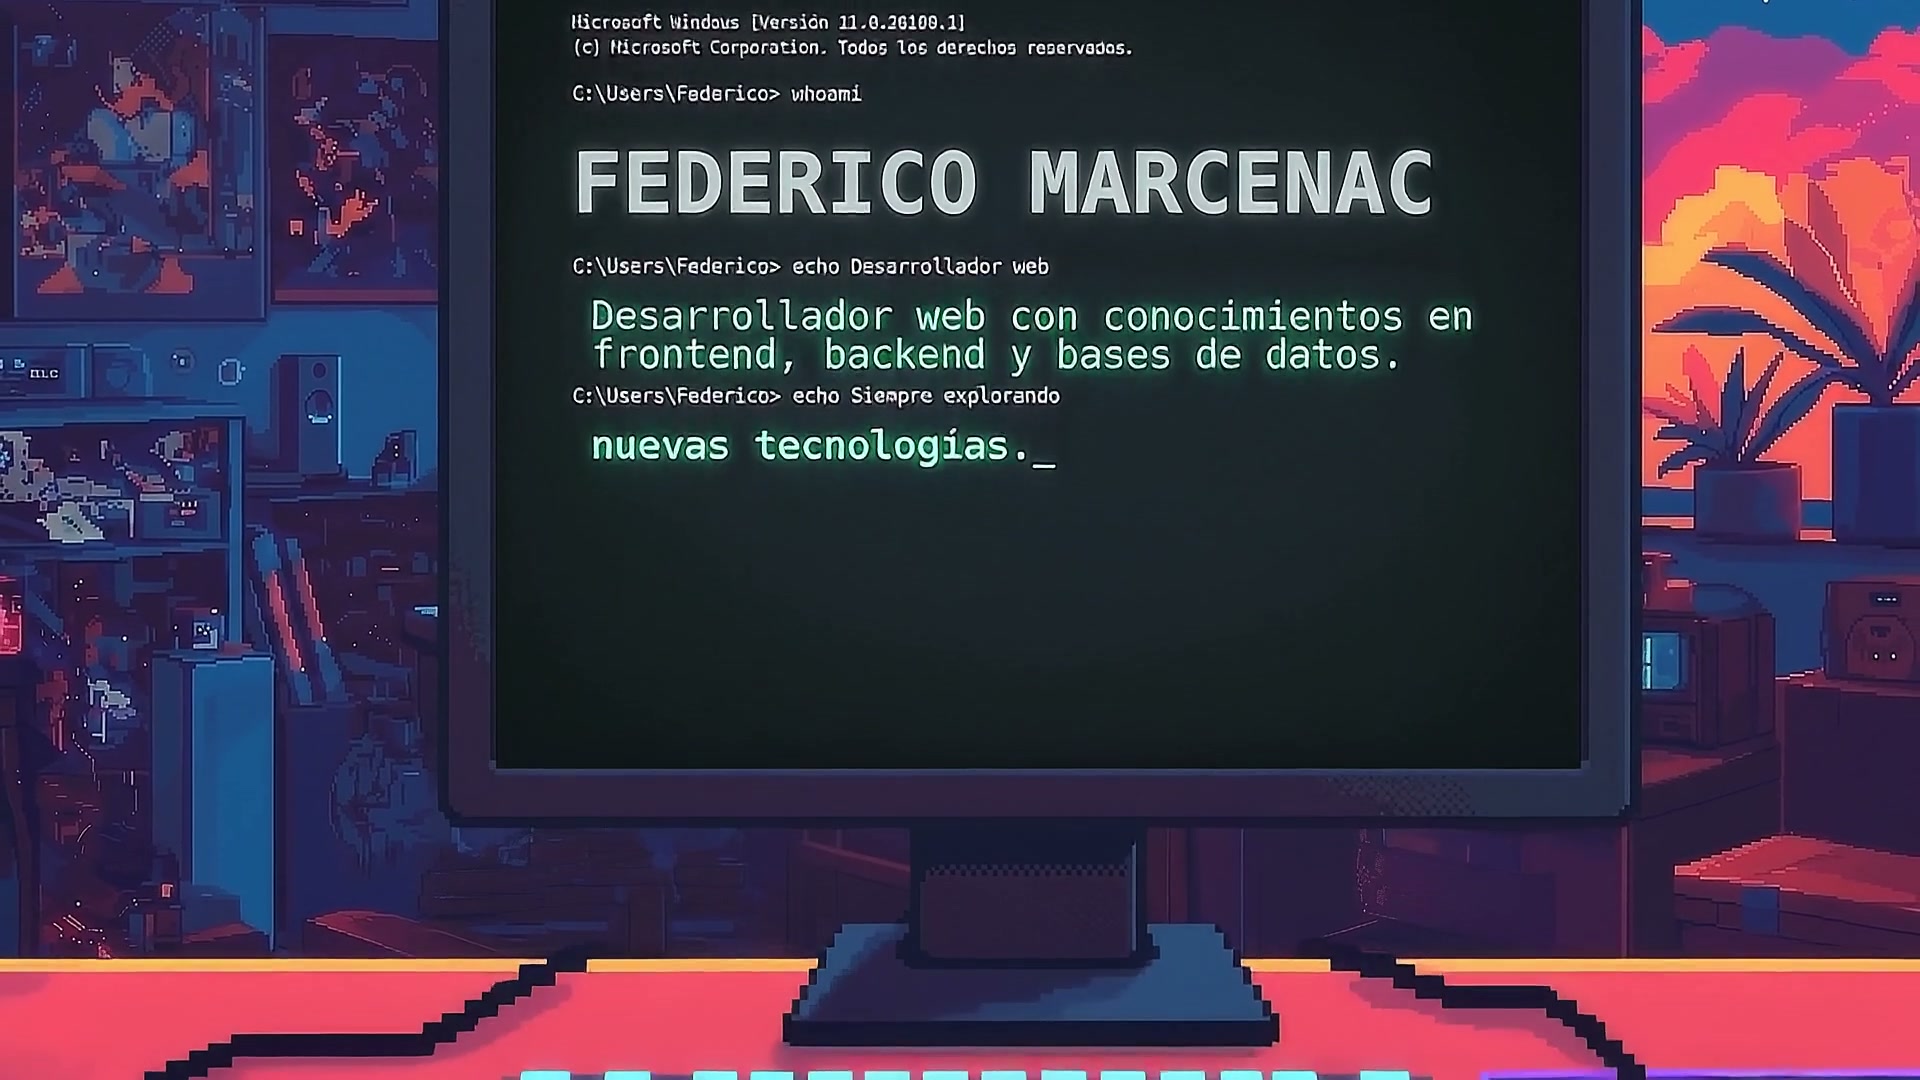 Microsoft Windows [Versión 11.0.26100.1]
(c) Microsoft Corporation. Todos los derechos reservados.
C:\Users\Federico> whoami
FEDERICO MARCENAC
C:\Users\Federico> echo Desarrollador web
Desarrollador web con conocimientos en
frontend, backend y bases de datos.
C:\Users\Federico> echo Siempre explorando
nuevas tecnologías._